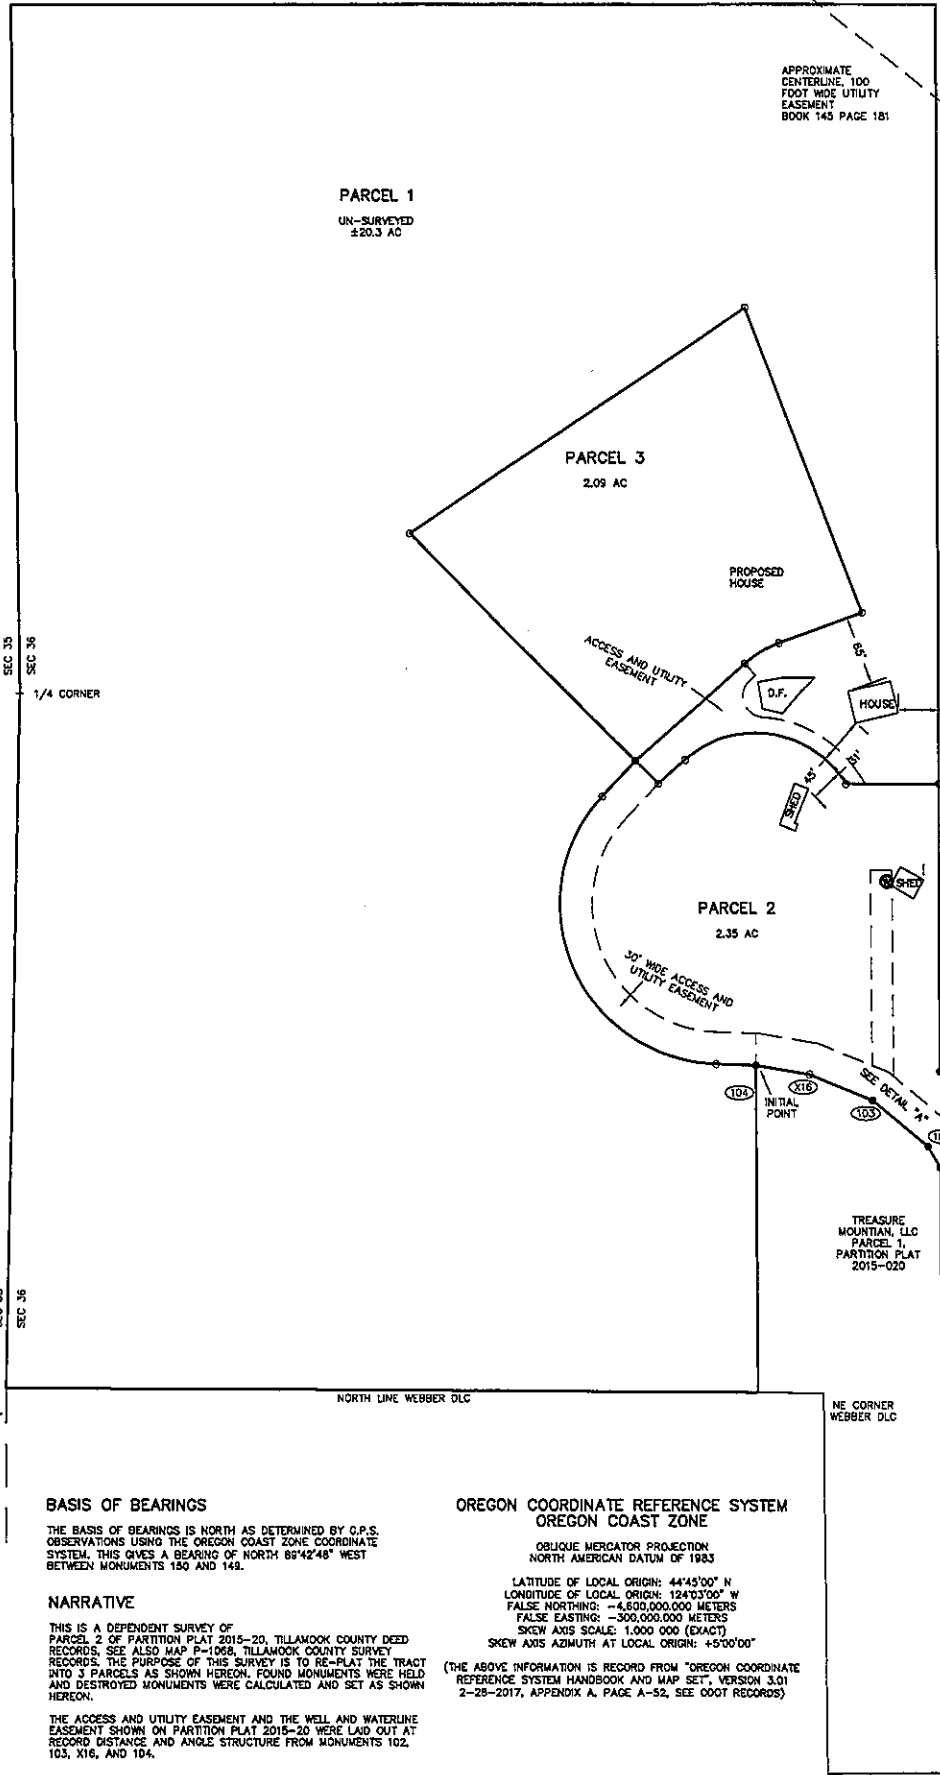 APPROXIMATE
CENTERLINE, 100
FOOT WIDE UTILITY
EASEMENT
BOOK 145 PAGE 181
PARCEL 1
UN-SURVEYED
±20.3 AC
PARCEL 3
2.09 AC
PROPOSED
HOUSE
ACCESS AND UTILITY
EASEMENT
65'
SEC 35
SEC 36
1/4 CORNER
D.F.
HOUSE
31'
45'
SHED
SHED
PARCEL 2
2.35 AC
30' WIDE ACCESS AND
UTILITY EASEMENT
SEE DETAIL "A"
104
INITIAL
POINT
X16
103
TREASURE
MOUNTIAN, LLC
PARCEL 1,
PARTITION PLAT
2015-020
SEC 36
NORTH LINE WEBBER DLC
NE CORNER
WEBBER DLC
BASIS OF BEARINGS
THE BASIS OF BEARINGS IS NORTH AS DETERMINED BY G.P.S.
OBSERVATIONS USING THE OREGON COAST ZONE COORDINATE
SYSTEM. THIS GIVES A BEARING OF NORTH 89°42'48" WEST
BETWEEN MONUMENTS 150 AND 149.
NARRATIVE
THIS IS A DEPENDENT SURVEY OF
PARCEL 2 OF PARTITION PLAT 2015-20, TILLAMOOK COUNTY DEED
RECORDS, SEE ALSO MAP P-1068, TILLAMOOK COUNTY SURVEY
RECORDS. THE PURPOSE OF THIS SURVEY IS TO RE-PLAT THE TRACT
INTO 3 PARCELS AS SHOWN HEREON. FOUND MONUMENTS WERE HELD
AND DESTROYED MONUMENTS WERE CALCULATED AND SET AS SHOWN
HEREON.
THE ACCESS AND UTILITY EASEMENT AND THE WELL AND WATERLINE
EASEMENT SHOWN ON PARTITION PLAT 2015-20 WERE LAID OUT AT
RECORD DISTANCE AND ANGLE STRUCTURE FROM MONUMENTS 102,
103, X16, AND 104.
OREGON COORDINATE REFERENCE SYSTEM
OREGON COAST ZONE
OBLIQUE MERCATOR PROJECTION
NORTH AMERICAN DATUM OF 1983
LATITUDE OF LOCAL ORIGIN: 44°45'00" N
LONGITUDE OF LOCAL ORIGIN: 124°03'00" W
FALSE NORTHING: -4,600,000.000 METERS
FALSE EASTING: -300,000.000 METERS
SKEW AXIS SCALE: 1.000 000 (EXACT)
SKEW AXIS AZIMUTH AT LOCAL ORIGIN: +5°00'00"
(THE ABOVE INFORMATION IS RECORD FROM "OREGON COORDINATE
REFERENCE SYSTEM HANDBOOK AND MAP SET", VERSION 3.01
2-28-2017, APPENDIX A, PAGE A-52, SEE ODOT RECORDS)